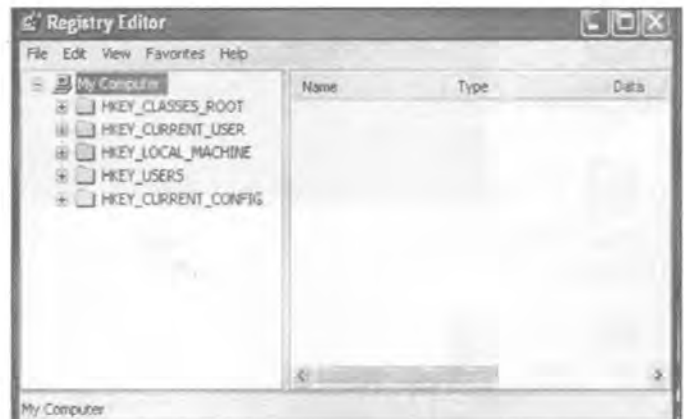 Registry Editor
File Edit View Favorites Help
My Computer
Name Type Data
HKEY_CLASSES_ROOT
HKEY_CURRENT_USER
HKEY_LOCAL_MACHINE
HKEY_USERS
HKEY_CURRENT_CONFIG
My Computer